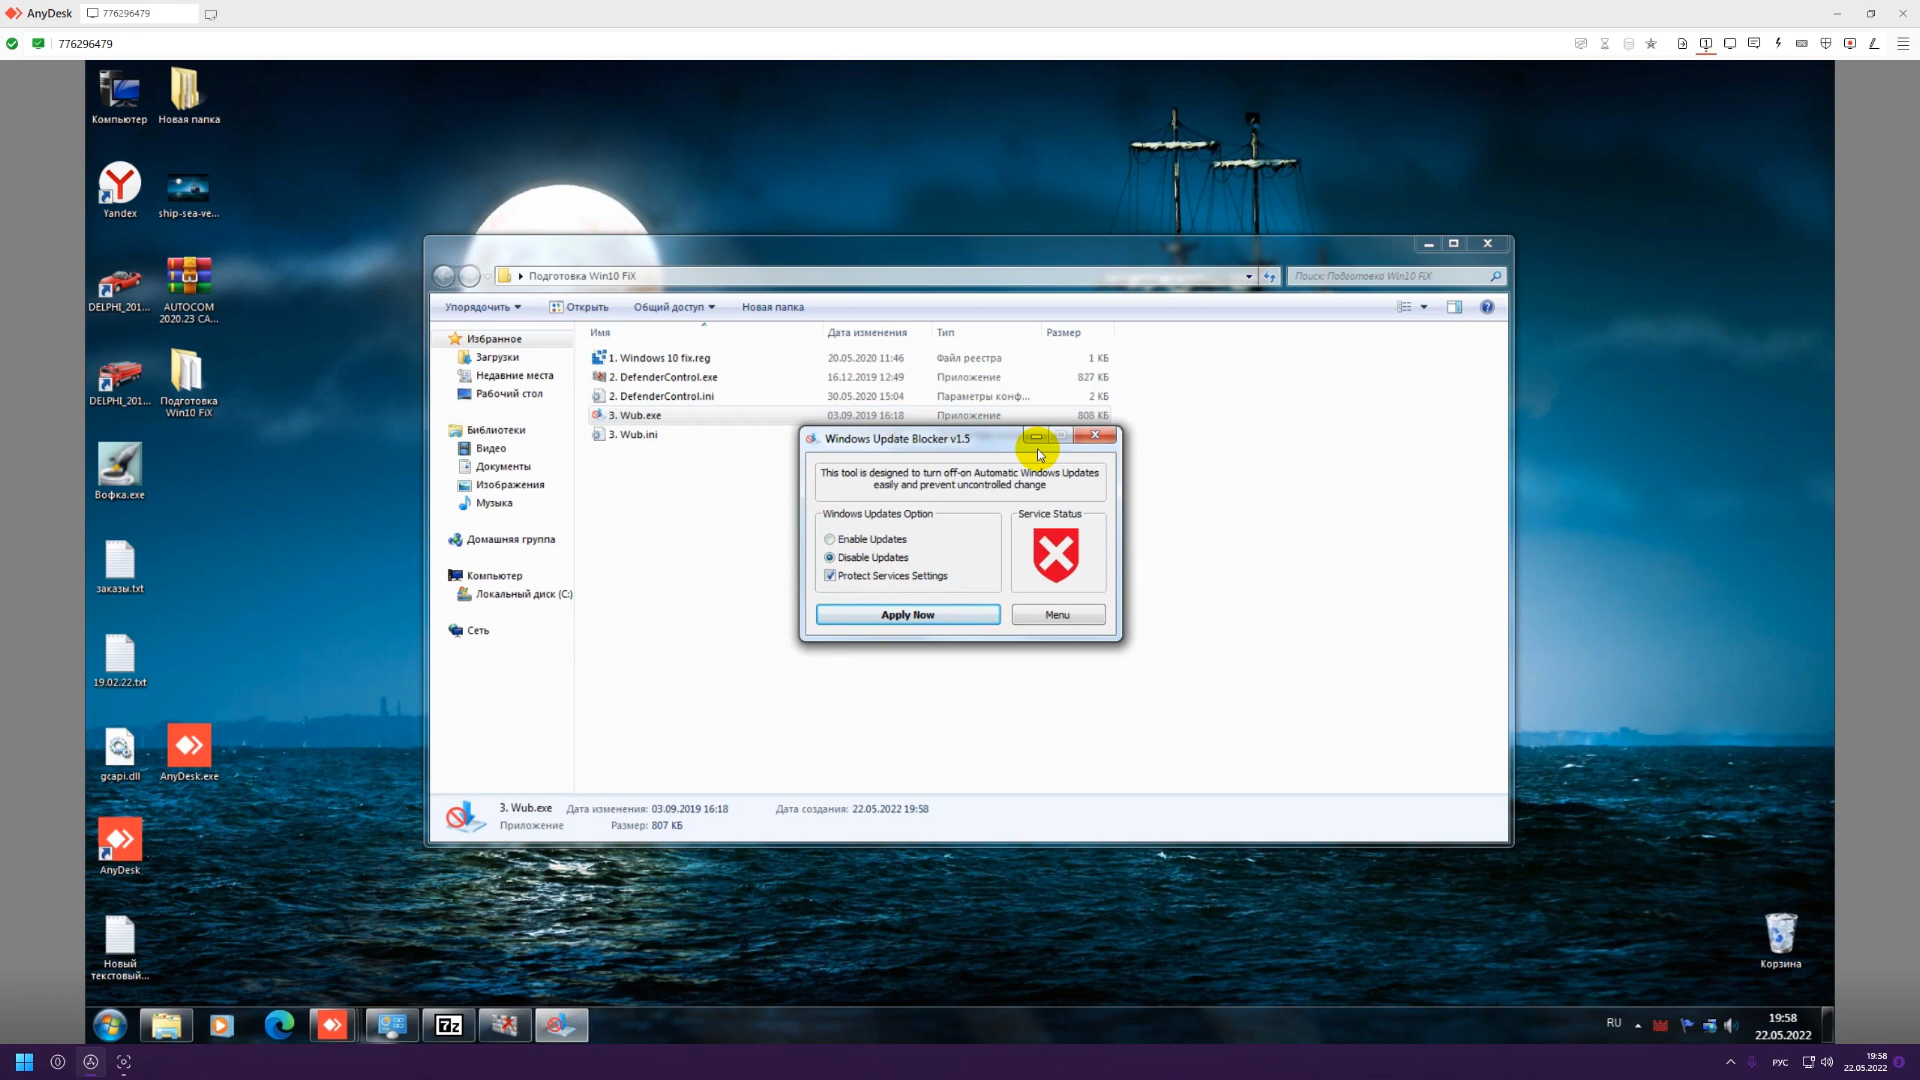 AnyDesk
776296479
776296479
Компьютер
Новая папка
Yandex
ship-sea-ve...
DELPHI_201...
AUTOCOM
2020.23 CA...
DELPHI_201...
Подготовка
Win10 FiX
Вофка.exe
заказы.txt
19.02.22.txt
gcapi.dll
AnyDesk.exe
AnyDesk
Новый
текстовый...
Корзина
Подготовка Win10 FiX
Поиск: Подготовка Win10 FiX
Упорядочить
Открыть
Общий доступ
Новая папка
Имя
Дата изменения
Тип
Размер
Избранное
Загрузки
Недавние места
Рабочий стол
Библиотеки
Видео
Документы
Изображения
Музыка
Домашняя группа
Компьютер
Локальный диск (C:)
Сеть
1. Windows 10 fix.reg 20.05.2020 11:46 Файл реестра 1 КБ
2. DefenderControl.exe 16.12.2019 12:49 Приложение 827 КБ
2. DefenderControl.ini 30.05.2020 15:04 Параметры конф... 2 КБ
3. Wub.exe 03.09.2019 16:18 Приложение 808 КБ
3. Wub.ini
Windows Update Blocker v1.5
This tool is designed to turn off-on Automatic Windows Updates
easily and prevent uncontrolled change
Windows Updates Option
Service Status
Enable Updates
Disable Updates
Protect Services Settings
Apply Now
Menu
3. Wub.exe Дата изменения: 03.09.2019 16:18 Дата создания: 22.05.2022 19:58
Приложение Размер: 807 КБ
7z
RU
19:58
22.05.2022
РУС
19:58
22.05.2022